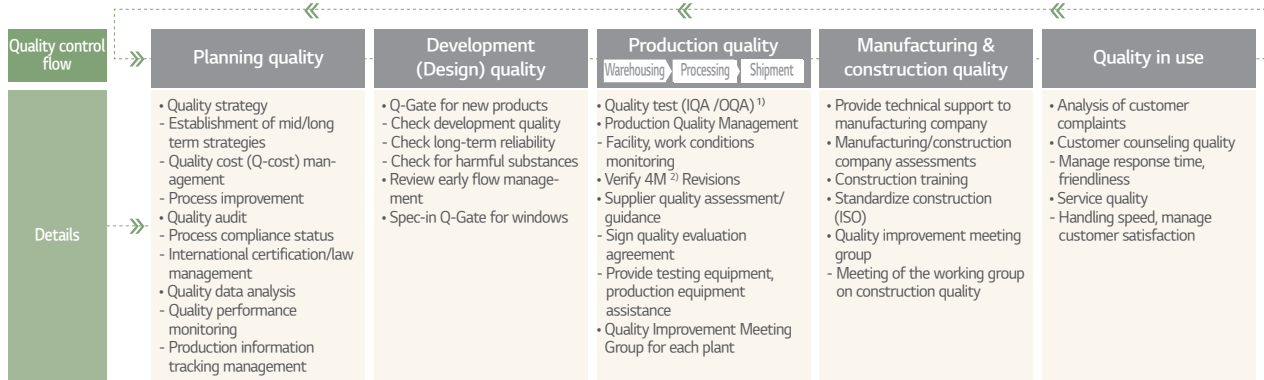 Quality control
flow
Planning quality
Development
(Design) quality
Production quality
Warehousing Processing Shipment
Manufacturing &
construction quality
Quality in use
Details
• Quality strategy
- Establishment of mid/long
term strategies
- Quality cost (Q-cost) man-
agement
- Process improvement
• Quality audit
- Process compliance status
- International certification/law
management
• Quality data analysis
- Quality performance
monitoring
- Production information
tracking management
• Q-Gate for new products
- Check development quality
- Check long-term reliability
- Check for harmful substances
• Review early flow manage-
ment
• Spec-in Q-Gate for windows
• Quality test (IQA /OQA) 1)
• Production Quality Management
- Facility, work conditions
monitoring
• Verify 4M 2) Revisions
• Supplier quality assessment/
guidance
- Sign quality evaluation
agreement
- Provide testing equipment,
production equipment
assistance
• Quality Improvement Meeting
Group for each plant
• Provide technical support to
manufacturing company
• Manufacturing/construction
company assessments
• Construction training
• Standardize construction
(ISO)
• Quality improvement meeting
group
- Meeting of the working group
on construction quality
• Analysis of customer
complaints
• Customer counseling quality
- Manage response time,
friendliness
• Service quality
- Handling speed, manage
customer satisfaction